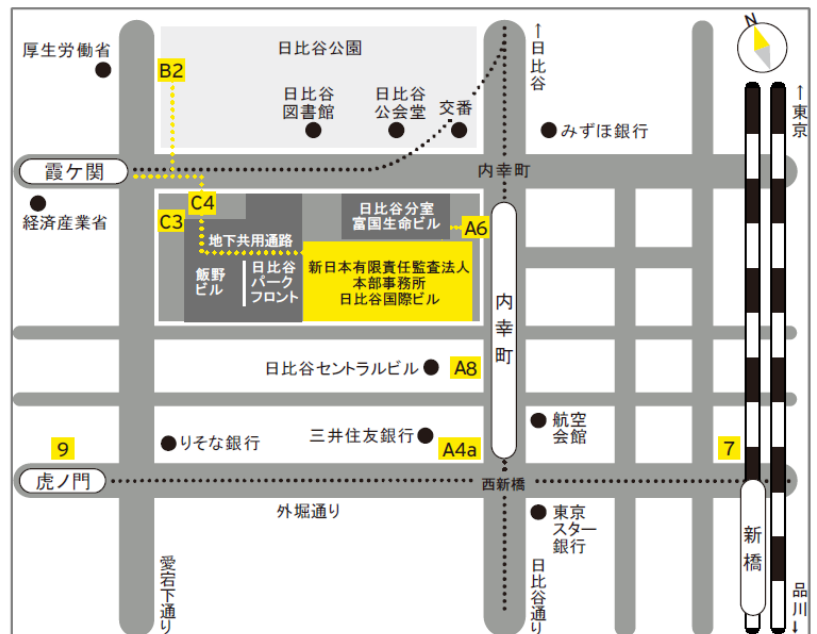 N
日比谷公園
↑日比谷
厚生労働省
B2
日比谷
図書館
日比谷
公会堂
交番
みずほ銀行
↑東京
霞ケ関
内幸町
経済産業省
C3
C4
日比谷分室
富国生命ビル
A6
地下共用通路
飯野
ビル
日比谷
パーク
フロント
新日本有限責任監査法人
本部事務所
日比谷国際ビル
内幸町
日比谷セントラルビル
A8
りそな銀行
三井住友銀行
A4a
航空
会館
9
7
虎ノ門
西新橋
外堀通り
東京
スター
銀行
新橋
愛宕下通り
日比谷通り
品川↓